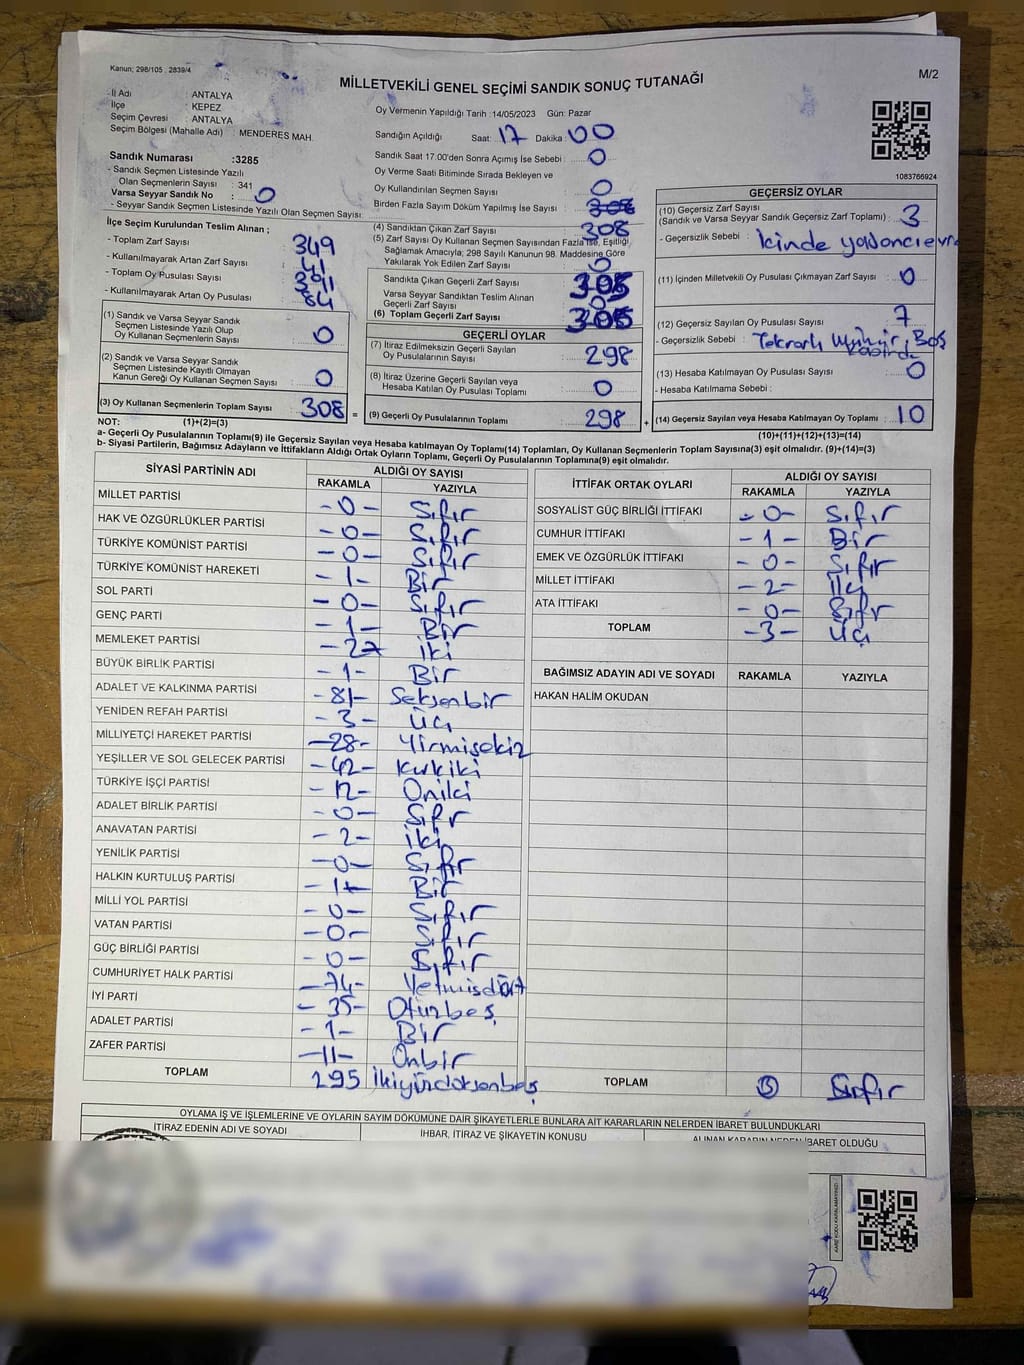 Kanun; 298/105 , 2839/4
MİLLETVEKİLİ GENEL SEÇİMİ SANDIK SONUÇ TUTANAĞI
M/2
İl Adı : ANTALYA
İlçe : KEPEZ
Seçim Çevresi : ANTALYA
Seçim Bölgesi (Mahalle Adı) : MENDERES MAH.
Oy Vermenin Yapıldığı Tarih :14/05/2023 Gün: Pazar
Sandığın Açıldığı Saat: 17 Dakika: 00
Sandık Numarası :3285
- Sandık Seçmen Listesinde Yazılı
Olan Seçmenlerin Sayısı : 341
Varsa Seyyar Sandık No : 0
- Seyyar Sandık Seçmen Listesinde Yazılı Olan Seçmen Sayısı:
Sandık Saat 17.00'den Sonra Açımış İse Sebebi : 0
Oy Verme Saati Bitiminde Sırada Bekleyen ve
Oy Kullandırılan Seçmen Sayısı : 0
Birden Fazla Sayım Döküm Yapılmış İse Sayısı : 308
(4) Sandıktan Çıkan Zarf Sayısı : 308
(5) Zarf Sayısı Oy Kullanan Seçmen Sayısından Fazla ise, Eşitliği
Sağlamak Amacıyla; 298 Sayılı Kanunun 98. Maddesine Göre
Yakılarak Yok Edilen Zarf Sayısı : 0
1083766924
İlçe Seçim Kurulundan Teslim Alınan ;
- Toplam Zarf Sayısı : 349
- Kullanılmayarak Artan Zarf Sayısı : 41
- Toplam Oy Pusulası Sayısı
- Kullanılmayarak Artan Oy Pusulası
Sandıkta Çıkan Geçerli Zarf Sayısı : 305
Varsa Seyyar Sandıktan Teslim Alınan
Geçerli Zarf Sayısı : 0
(6) Toplam Geçerli Zarf Sayısı : 305
GEÇERSİZ OYLAR
(10) Geçersiz Zarf Sayısı
(Sandık ve Varsa Seyyar Sandık Geçersiz Zarf Toplamı) : 3
- Geçersizlik Sebebi : içinde
(11) İçinden Milletvekili Oy Pusulası Çıkmayan Zarf Sayısı : 0
(12) Geçersiz Sayılan Oy Pusulası Sayısı : 7
- Geçersizlik Sebebi : Tekrarlı Mühür, Boş
(13) Hesaba Katılmayan Oy Pusulası Sayısı : 0
- Hesaba Katılmama Sebebi :
(14) Geçersiz Sayılan veya Hesaba Katılmayan Oy Toplamı : 10
(10)+(11)+(12)+(13)=(14)
(1) Sandık ve Seyyar Sandık
Seçmen Listesinde Yazılı Olup
Oy Kullanan Seçmen Sayısı : 0
(2) Sandık ve Varsa Seyyar Sandık
Seçmen Listesinde Kayıtlı Olmayan
Kanun Gereği Oy Kullanan Seçmen Sayısı : 0
(3) Oy Kullanan Seçmenlerin Toplam Sayısı : 308 =
GEÇERLİ OYLAR
(7) İtiraz Edilmeksizin Geçerli Sayılan
Oy Pusulalarının Sayısı : 298
(8) İtiraz Üzerine Geçerli Sayılan veya
Hesaba Katılan Oy Pusulası Toplamı : 0
(9) Geçerli Oy Pusulalarının Toplamı : 298 +
NOT: (1)+(2)=(3)
a- Geçerli Oy Pusulalarının Toplamı(9) ile Geçersiz Sayılan veya Hesaba katılmayan Oy Toplamı(14) Toplamları, Oy Kullanan Seçmenlerin Toplam Sayısına(3) eşit olmalıdır. (9)+(14)=(3)
b- Siyasi Partilerin, Bağımsız Adayların ve İttifakların Aldığı Ortak Oyların Toplamı, Geçerli Oy Pusulalarının Toplamına(9) eşit olmalıdır.
SİYASİ PARTİNİN ADI ALDIĞI OY SAYISI
RAKAMLA YAZIYLA
MİLLET PARTİSİ -0- Sıfır
HAK VE ÖZGÜRLÜKLER PARTİSİ -0- Sıfır
TÜRKİYE KOMÜNİST PARTİSİ -0- Sıfır
TÜRKİYE KOMÜNİST HAREKETİ -1- Bir
SOL PARTİ -0- Sıfır
GENÇ PARTİ -1- Bir
MEMLEKET PARTİSİ -2- iki
BÜYÜK BİRLİK PARTİSİ -1- Bir
ADALET VE KALKINMA PARTİSİ -81- Seksenbir
YENİDEN REFAH PARTİSİ -3- Üç
MİLLİYETÇİ HAREKET PARTİSİ -28- Yirmisekiz
YEŞİLLER VE SOL GELECEK PARTİSİ -42- Kırkiki
TÜRKİYE İŞÇİ PARTİSİ -12- Oniki
ADALET BİRLİK PARTİSİ -0- Sıfır
ANAVATAN PARTİSİ -2- iki
YENİLİK PARTİSİ -0- Sıfır
HALKIN KURTULUŞ PARTİSİ -1- Bir
MİLLİ YOL PARTİSİ -0- Sıfır
VATAN PARTİSİ -0- Sıfır
GÜÇ BİRLİĞİ PARTİSİ -0- Sıfır
CUMHURİYET HALK PARTİSİ -74- Yetmişdört
İYİ PARTİ -35- Otuzbeş
ADALET PARTİSİ -1- Bir
ZAFER PARTİSİ -11- Onbir
TOPLAM 295 ikiyüzdoksanbeş
İTTİFAK ORTAK OYLARI ALDIĞI OY SAYISI
RAKAMLA YAZIYLA
SOSYALİST GÜÇ BİRLİĞİ İTTİFAKI -0- Sıfır
CUMHUR İTTİFAKI -1- Bir
EMEK VE ÖZGÜRLÜK İTTİFAKI -0- Sıfır
MİLLET İTTİFAKI -2- İki
ATA İTTİFAKI -0- Sıfır
TOPLAM -3- Üç
BAĞIMSIZ ADAYIN ADI VE SOYADI RAKAMLA YAZIYLA
HAKAN HALİM OKUDAN
TOPLAM Sıfır
OYLAMA İŞ VE İŞLEMLERİNE VE OYLARIN SAYIM DÖKÜMÜNE DAİR ŞİKAYETLERLE BUNLARA AİT KARARLARIN NELERDEN İBARET BULUNDUKLARI
İTİRAZ EDENİN ADI VE SOYADI İHBAR, İTİRAZ VE ŞİKAYETİN KONUSU ALINAN KARARIN NEDEN İBARET OLDUĞU
KARE KODU KARALAMAYINIZ!